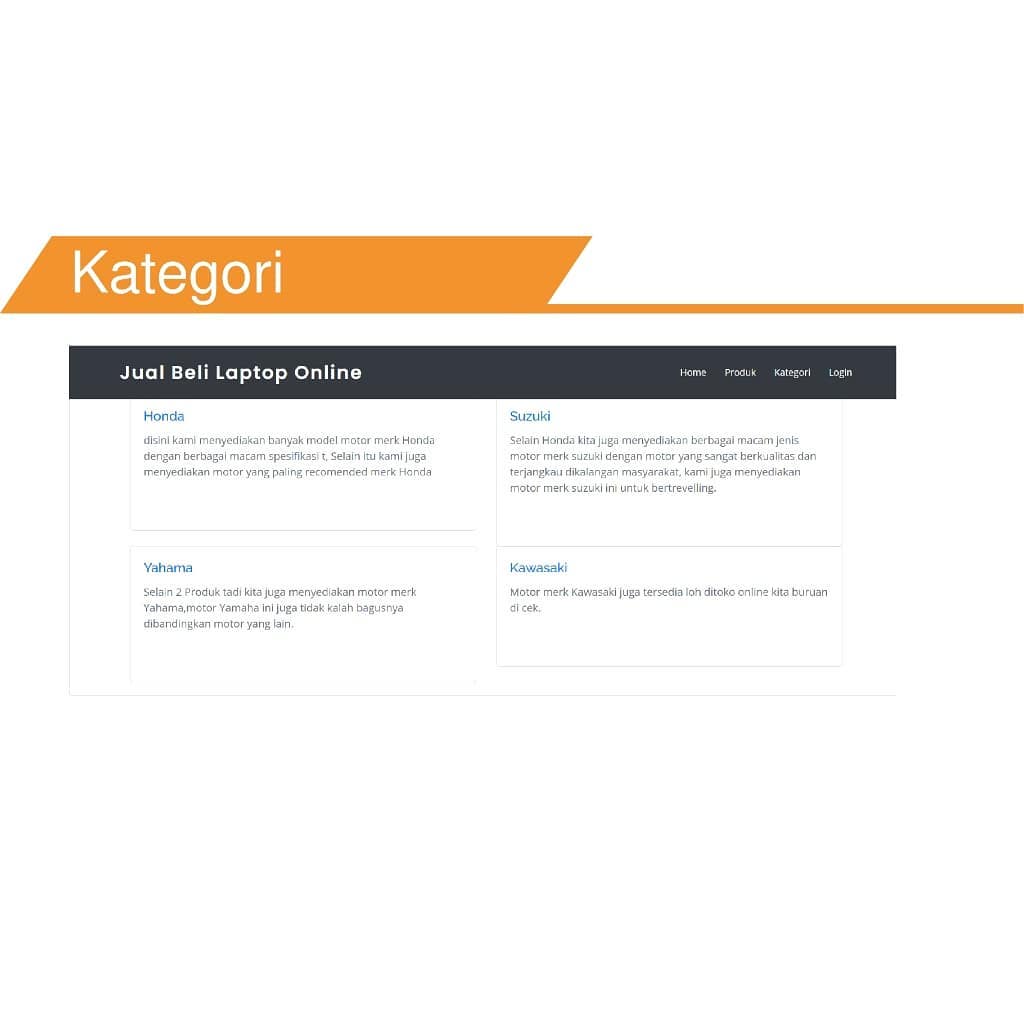 Kategori
Jual Beli Laptop Online
Home Produk Kategori Login
Honda
disini kami menyediakan banyak model motor merk Honda
dengan berbagai macam spesifikasi t, Selain itu kami juga
menyediakan motor yang paling recomended merk Honda
Suzuki
Selain Honda kita juga menyediakan berbagai macam jenis
motor merk suzuki dengan motor yang sangat berkualitas dan
terjangkau dikalangan masyarakat, kami juga menyediakan
motor merk suzuki ini untuk bertrevelling.
Yahama
Selain 2 Produk tadi kita juga menyediakan motor merk
Yahama,motor Yamaha ini juga tidak kalah bagusnya
dibandingkan motor yang lain.
Kawasaki
Motor merk Kawasaki juga tersedia loh ditoko online kita buruan
di cek.